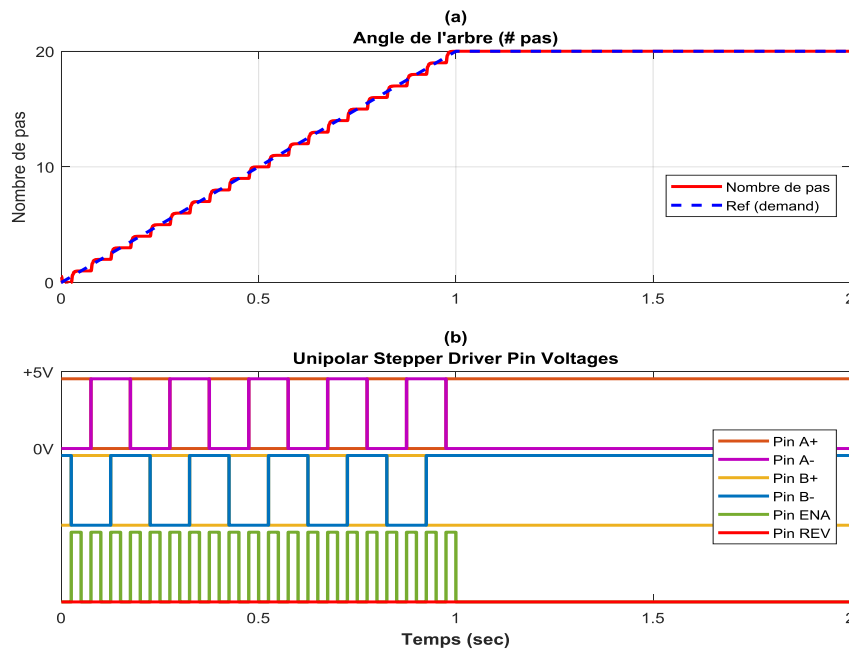 (a)
Angle de l'arbre (# pas)
20
10
0
Nombre de pas
Nombre de pas
Ref (demand)
0
0.5
1
1.5
2
(b)
Unipolar Stepper Driver Pin Voltages
+5V
0V
Pin A+
Pin A-
Pin B+
Pin B-
Pin ENA
Pin REV
0
0.5
1
1.5
2
Temps (sec)